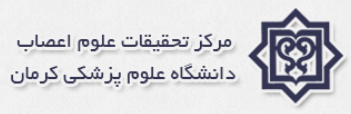 مرکز تحقیقات علوم اعصاب
دانشگاه علوم پزشکی کرمان